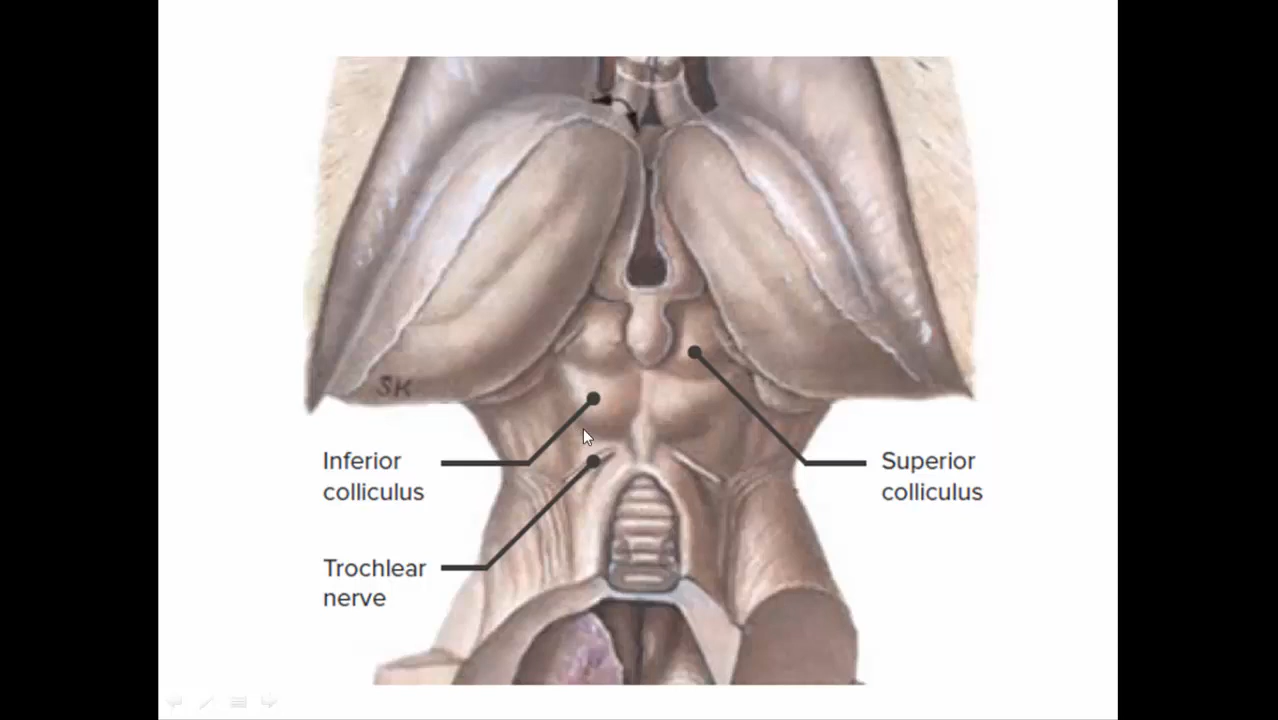 SK
Inferior
colliculus
Superior
colliculus
Trochlear
nerve